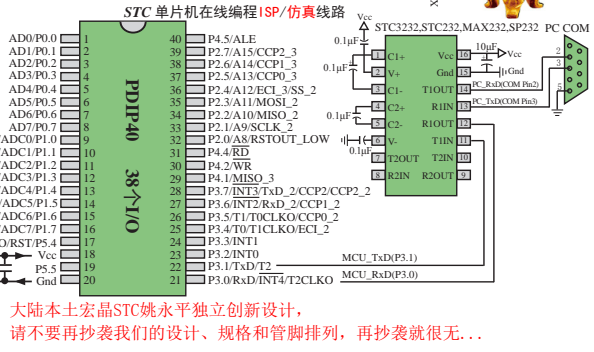 STC 单片机在线编程ISP/仿真线路
STC3232,STC232,MAX232,SP232
PC COM
AD0/P0.0 1 40 P4.5/ALE
AD1/P0.1 2 39 P2.7/A15/CCP2_3
AD2/P0.2 3 38 P2.6/A14/CCP1_3
AD3/P0.3 4 37 P2.5/A13/CCP0_3
AD4/P0.4 5 36 P2.4/A12/ECI_3/SS_2
AD5/P0.5 6 35 P2.3/A11/MOSI_2
AD6/P0.6 7 34 P2.2/A10/MISO_2
AD7/P0.7 8 33 P2.1/A9/SCLK_2
ADC0/P1.0 9 32 P2.0/A8/RSTOUT_LOW
ADC1/P1.1 10 31 P4.4/RD
ADC2/P1.2 11 30 P4.2/WR
ADC3/P1.3 12 29 P4.1/MISO_3
ADC4/P1.4 13 28 P3.7/INT3/TxD_2/CCP2/CCP2_2
ADC5/P1.5 14 27 P3.6/INT2/RxD_2/CCP1_2
ADC6/P1.6 15 26 P3.5/T1/T0CLKO/CCP0_2
ADC7/P1.7 16 25 P3.4/T0/T1CLKO/ECI_2
O/RST/P5.4 17 24 P3.3/INT1
Vcc 18 23 P3.2/INT0
P5.5 19 22 P3.1/TxD/T2
Gnd 20 21 P3.0/RxD/INT4/T2CLKO
PDIP40 38个I/O
MCU_TxD(P3.1)
MCU_RxD(P3.0)
Vcc
0.1μF
0.1μF
0.1μF
0.1μF
10μF
Vcc
Gnd
1 C1+ Vcc 16
2 V+ Gnd 15
3 C1- T1OUT 14
4 C2+ R1IN 13
5 C2- R1OUT 12
6 V- T1IN 11
7 T2OUT T2IN 10
8 R2IN R2OUT 9
PC_RxD(COM Pin2)
PC_TxD(COM Pin3)
2
3
5
大陆本土宏晶STC姚永平独立创新设计，
请不要再抄袭我们的设计、规格和管脚排列，再抄袭就很无...